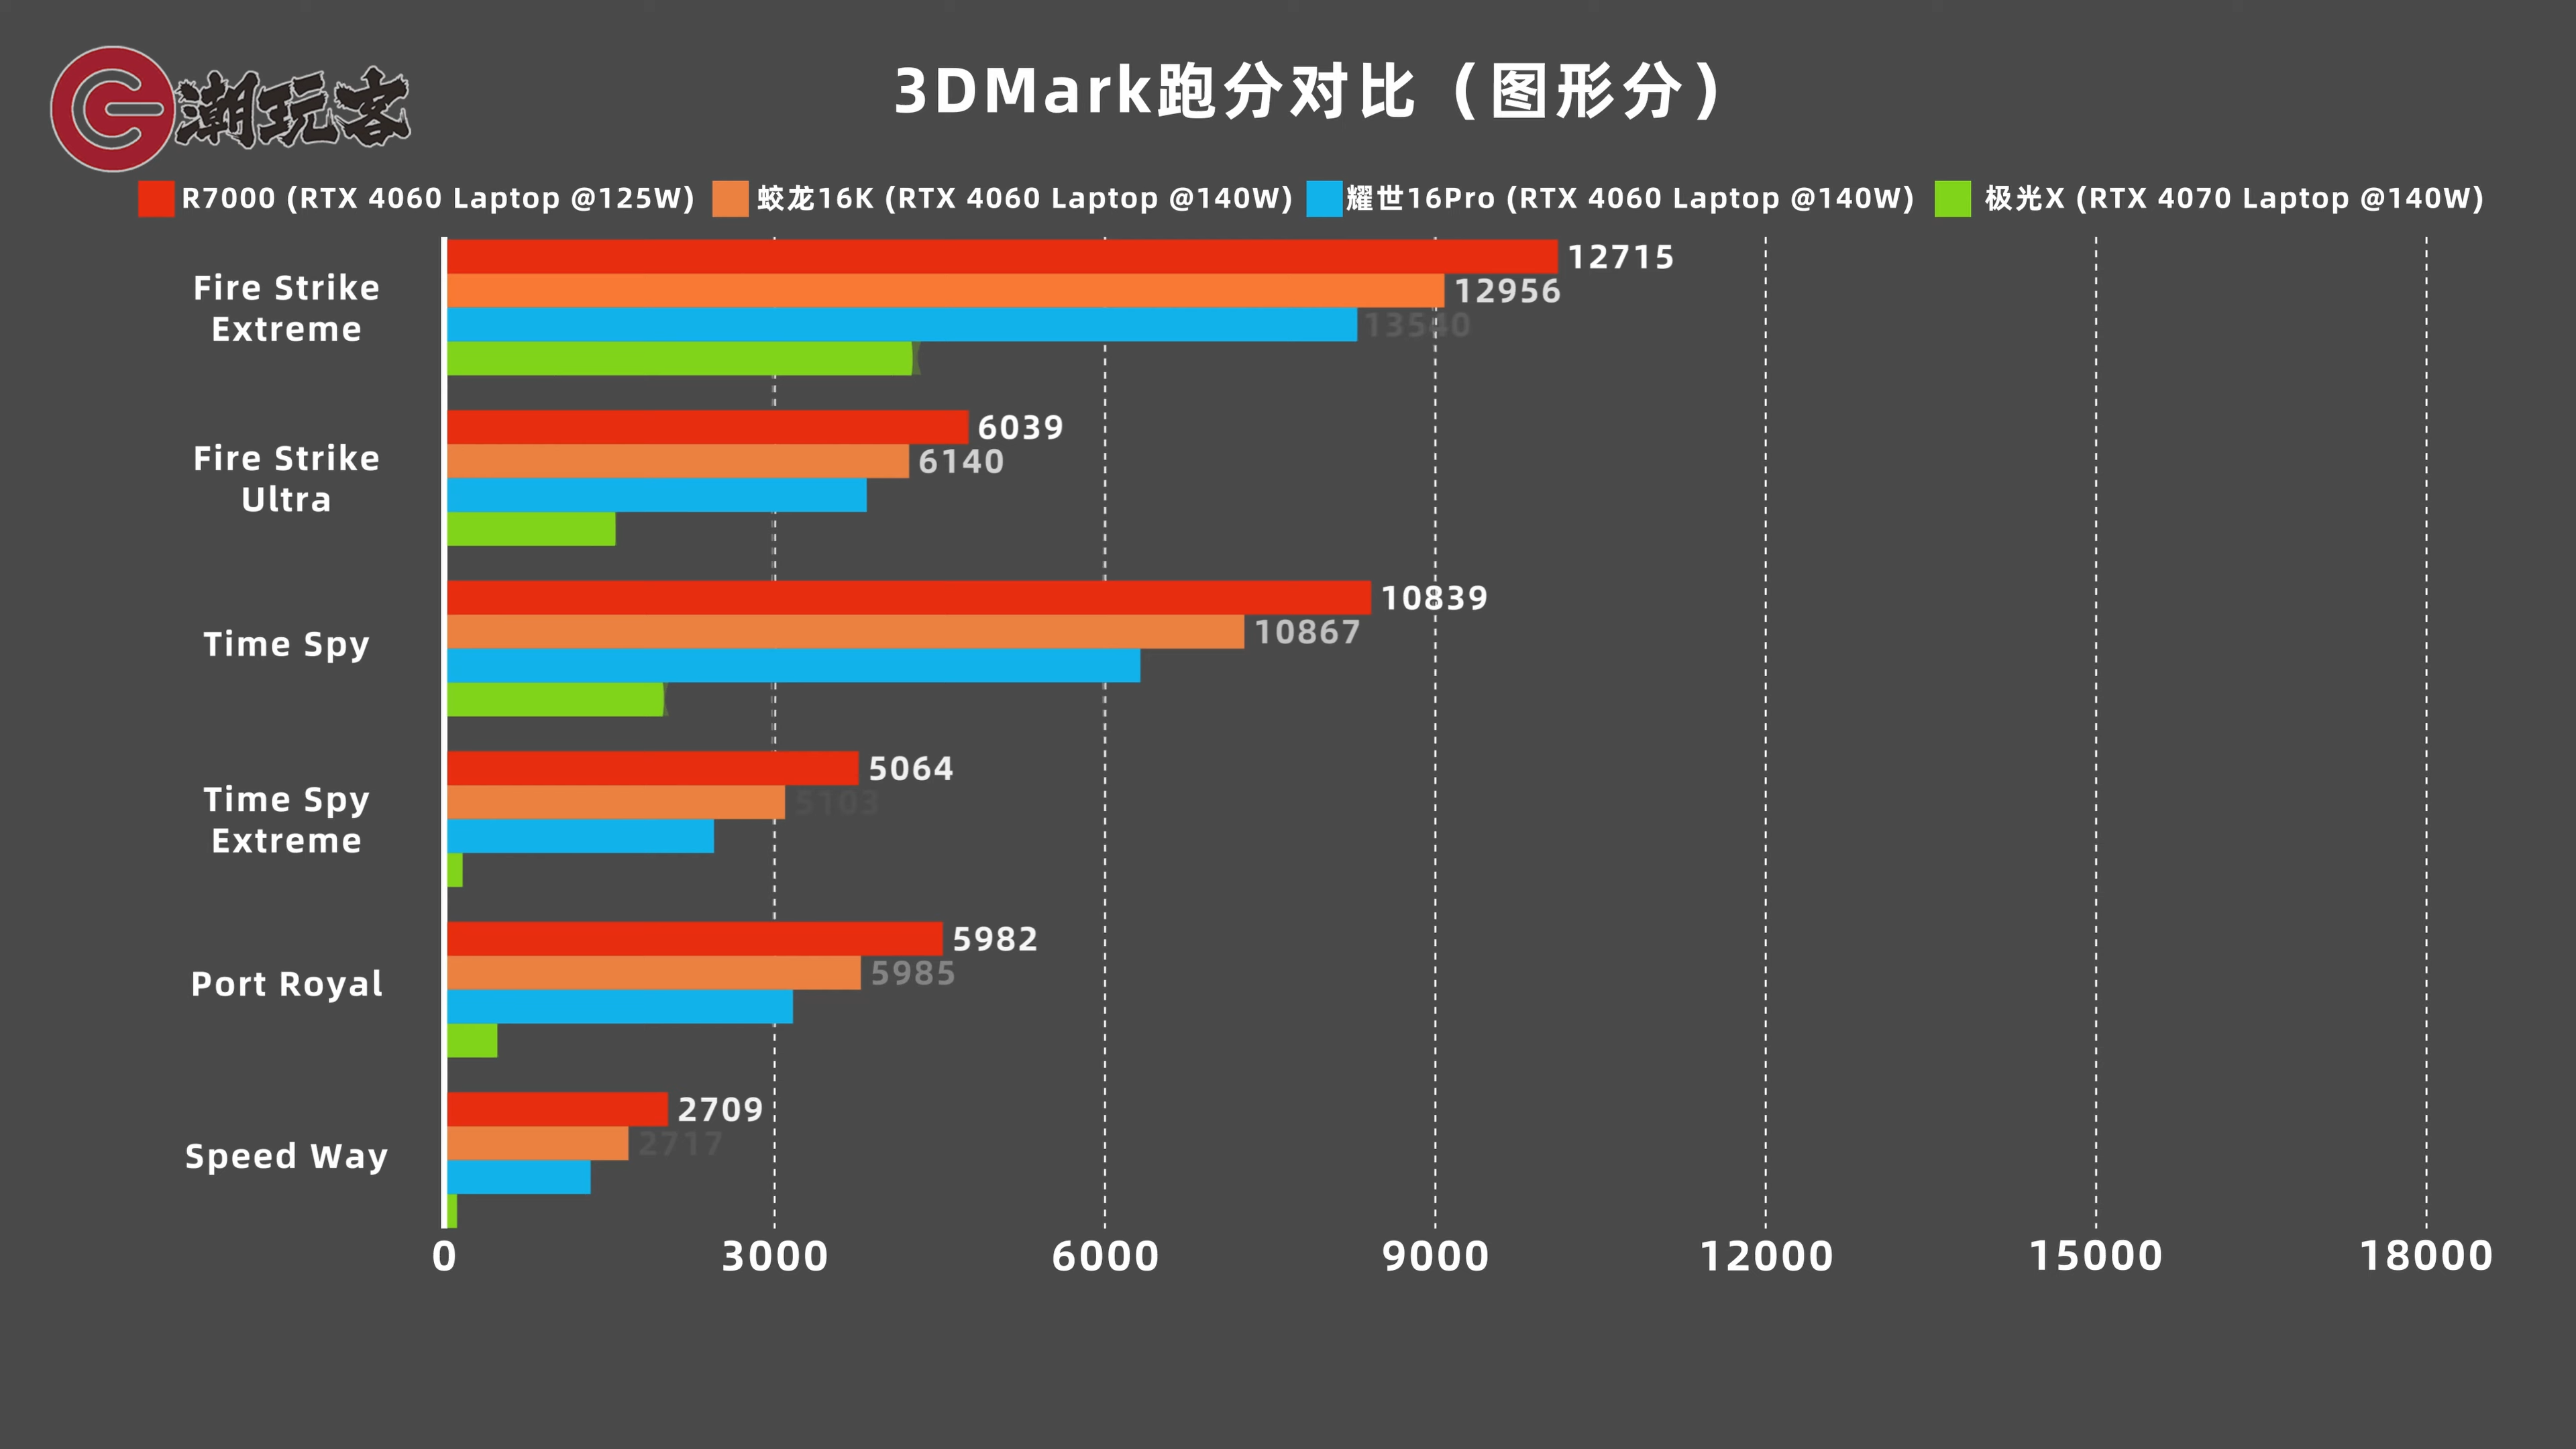 潮玩客
3DMark跑分对比（图形分）
R7000 (RTX 4060 Laptop @125W) 蛟龙16K (RTX 4060 Laptop @140W) 耀世16Pro (RTX 4060 Laptop @140W) 极光X (RTX 4070 Laptop @140W)
Fire Strike
Extreme
12715
12956
13540
Fire Strike
Ultra
6039
6140
Time Spy
10839
10867
Time Spy
Extreme
5064
5103
Port Royal
5982
5985
Speed Way
2709
2717
0 3000 6000 9000 12000 15000 18000